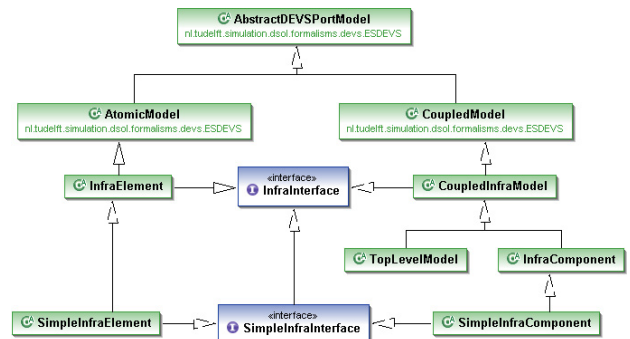 AbstractDEVSPortModel
nl.tudelft.simulation.dsol.formalisms.devs.ESDEVS
AtomicModel
nl.tudelft.simulation.dsol.formalisms.devs.ESDEVS
CoupledModel
nl.tudelft.simulation.dsol.formalisms.devs.ESDEVS
InfraElement
«interface»
InfraInterface
CoupledInfraModel
TopLevelModel
InfraComponent
SimpleInfraElement
«interface»
SimpleInfraInterface
SimpleInfraComponent